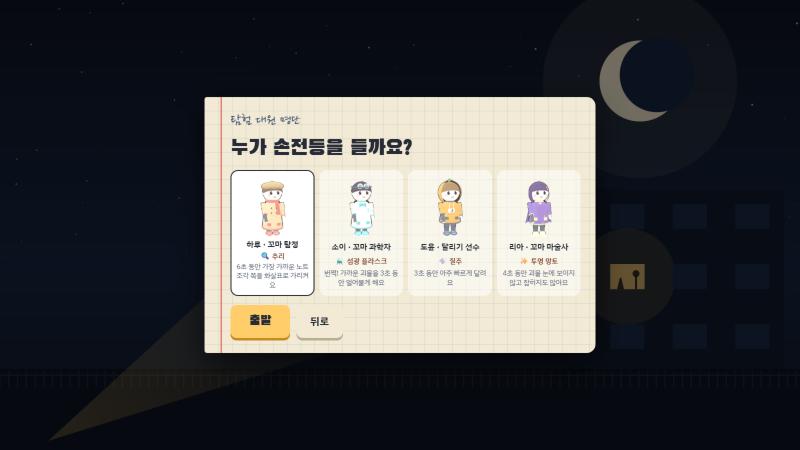 탐험 대원 명단
누가 손전등을 들까요?
하루 · 꼬마 탐정
추리
6초 동안 가장 가까운 노트
조각 쪽을 화살표로 가리켜
요
소이 · 꼬마 과학자
섬광 플라스크
번쩍! 가까운 괴물을 3초 동
안 얼어붙게 해요
도윤 · 달리기 선수
질주
3초 동안 아주 빠르게 달려
요
리아 · 꼬마 마술사
투명 망토
4초 동안 괴물 눈에 보이지
않고 잡히지도 않아요
출발
뒤로